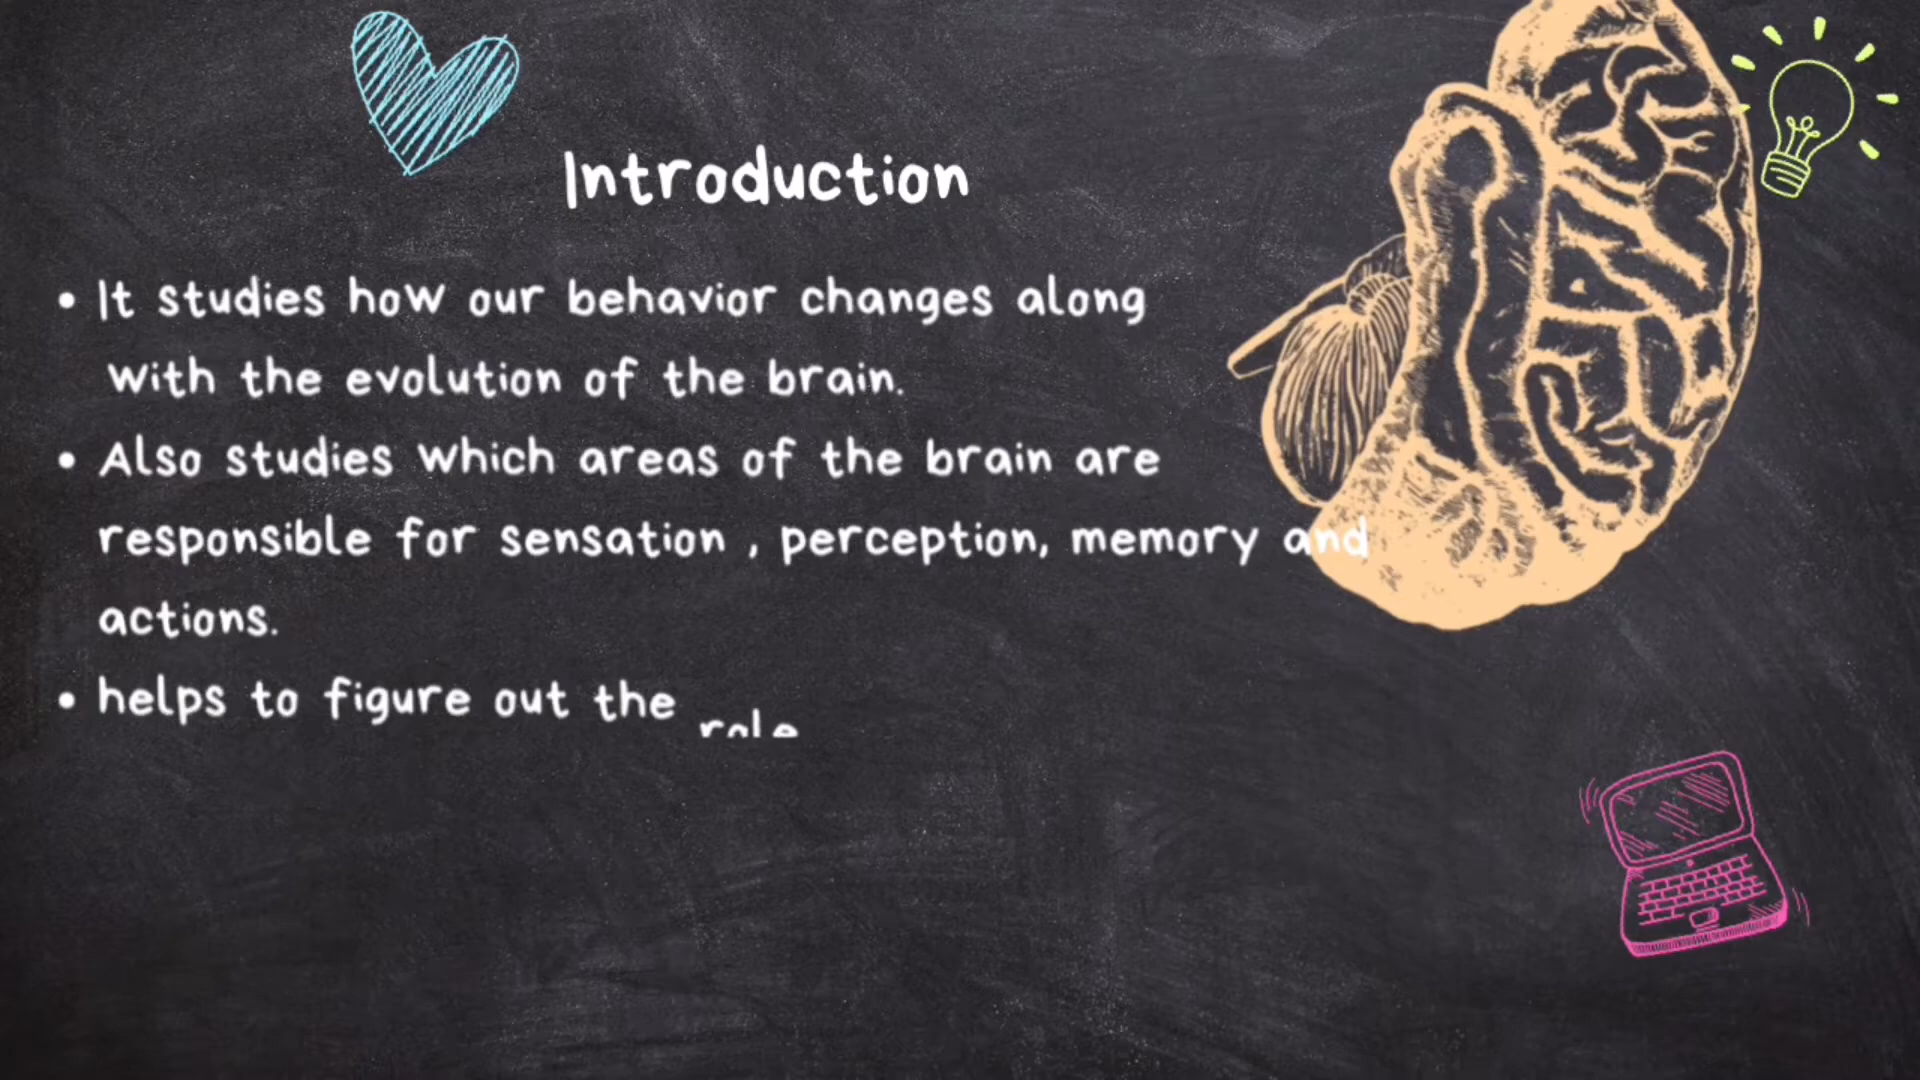 Introduction
• It studies how our behavior changes along
with the evolution of the brain.
• Also studies which areas of the brain are
responsible for sensation , perception, memory and
actions.
• helps to figure out the role